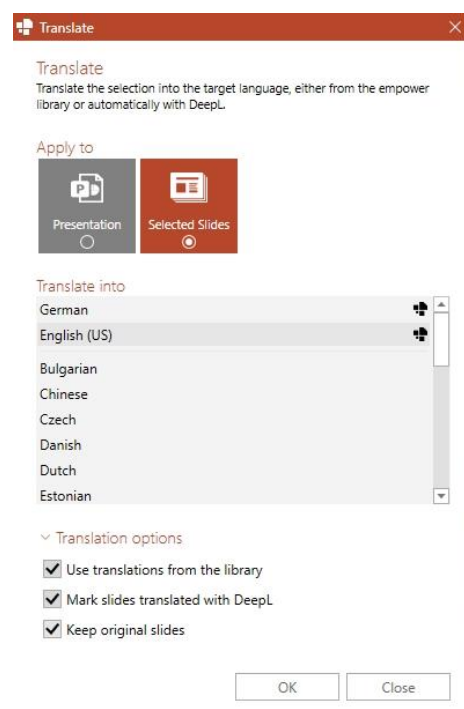 Translate
Translate
Translate the selection into the target language, either from the empower
library or automatically with DeepL.
Apply to
Presentation
Selected Slides
Translate into
German
English (US)
Bulgarian
Chinese
Czech
Danish
Dutch
Estonian
Translation options
Use translations from the library
Mark slides translated with DeepL
Keep original slides
OK
Close